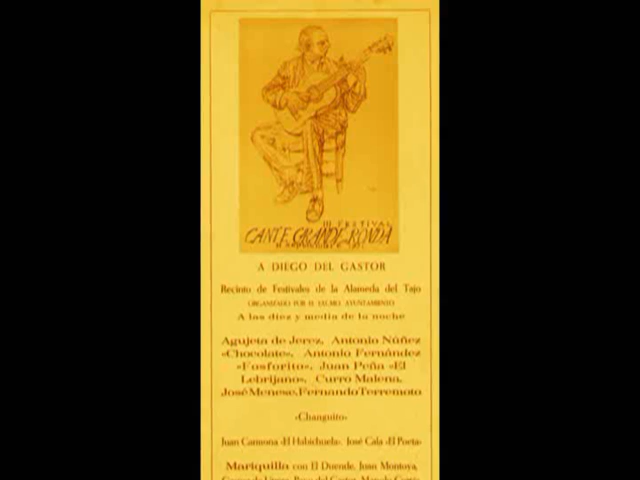 III FESTIVAL
CANTE GRANDE RONDA
A DIEGO DEL GASTOR
Recinto de Festivales de la Alameda del Tajo
ORGANIZADO POR EL EXCMO. AYUNTAMIENTO
A las diez y media de la noche
Agujeta de Jerez, Antonio Núñez
«Chocolate», Antonio Fernández
«Fosforito», Juan Peña «El
Lebrijano», Curro Malena,
José Menese, Fernando Terremoto
«Changuito»
Juan Carmona «El Habichuela», José Cala «El Poeta»
Mariquilla con El Duende, Juan Montoya,